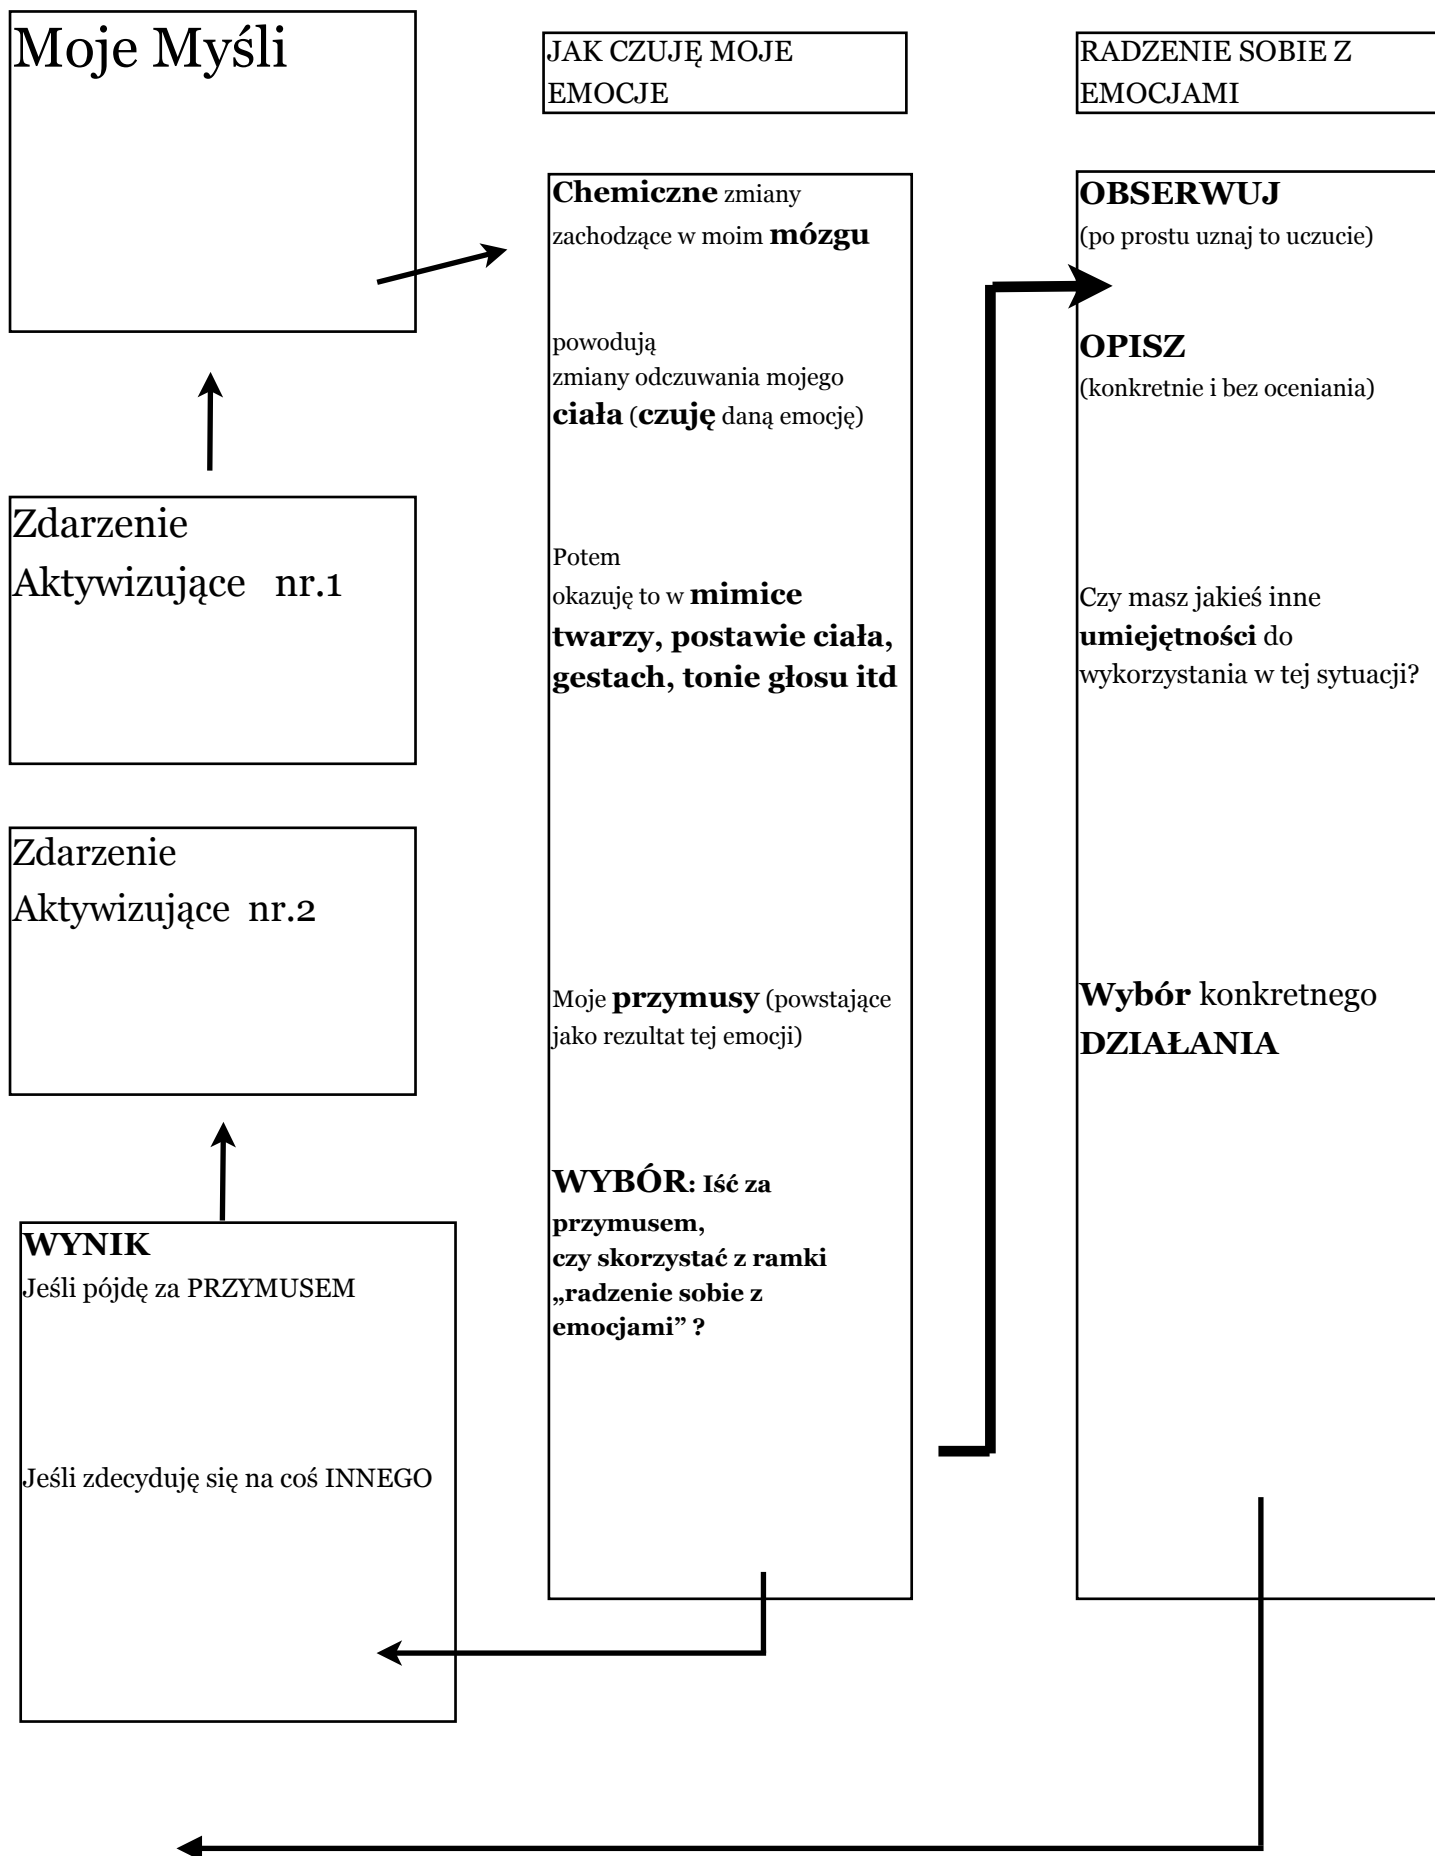 Moje Myśli
Zdarzenie
Aktywizujące nr.1
Zdarzenie
Aktywizujące nr.2
WYNIK
Jeśli pójdę za PRZYMUSEM
Jeśli zdecyduję się na coś INNEGO
JAK CZUJĘ MOJE
EMOCJE
Chemiczne zmiany
zachodzące w moim mózgu
powodują
zmiany odczuwania mojego
ciała (czuję daną emocję)
Potem
okazuję to w mimice
twarzy, postawie ciała,
gestach, tonie głosu itd
Moje przymusy (powstające
jako rezultat tej emocji)
WYBÓR: Iść za
przymusem,
czy skorzystać z ramki
„radzenie sobie z
emocjami” ?
RADZENIE SOBIE Z
EMOCJAMI
OBSERWUJ
(po prostu uznaj to uczucie)
OPISZ
(konkretnie i bez oceniania)
Czy masz jakieś inne
umiejętności do
wykorzystania w tej sytuacji?
Wybór konkretnego
DZIAŁANIA